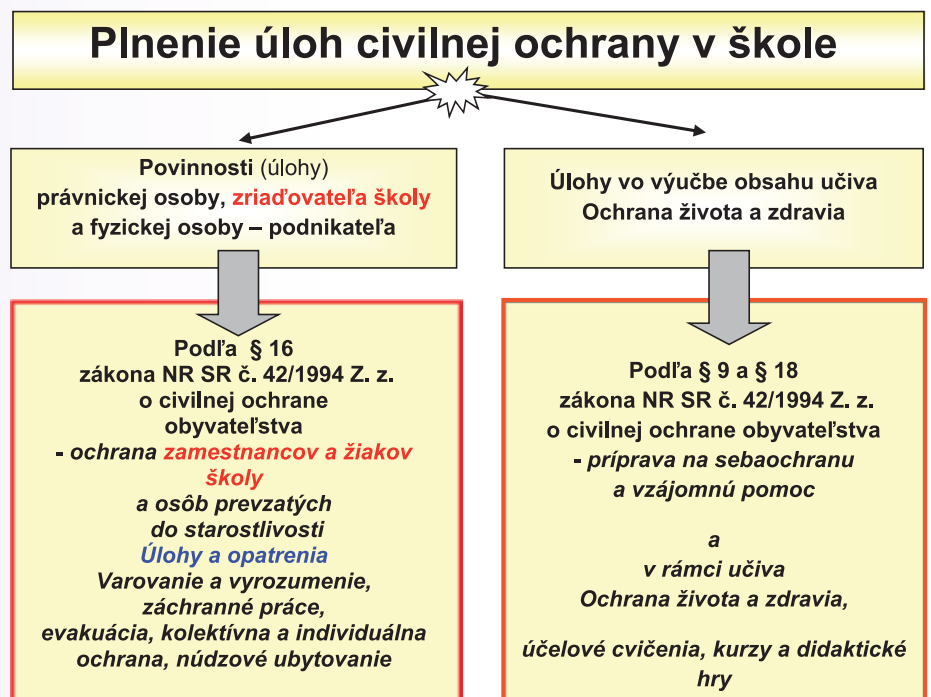 Plnenie úloh civilnej ochrany v škole
Povinnosti (úlohy)
právnickej osoby, zriaďovateľa školy
a fyzickej osoby – podnikateľa
Úlohy vo výučbe obsahu učiva
Ochrana života a zdravia
Podľa § 16
zákona NR SR č. 42/1994 Z. z.
o civilnej ochrane
obyvateľstva
- ochrana zamestnancov a žiakov
školy
a osôb prevzatých
do starostlivosti
Úlohy a opatrenia
Varovanie a vyrozumenie,
záchranné práce,
evakuácia, kolektívna a individuálna
ochrana, núdzové ubytovanie
Podľa § 9 a § 18
zákona NR SR č. 42/1994 Z. z.
o civilnej ochrane obyvateľstva
- príprava na sebaochranu
a vzájomnú pomoc
a
v rámci učiva
Ochrana života a zdravia,
účelové cvičenia, kurzy a didaktické
hry